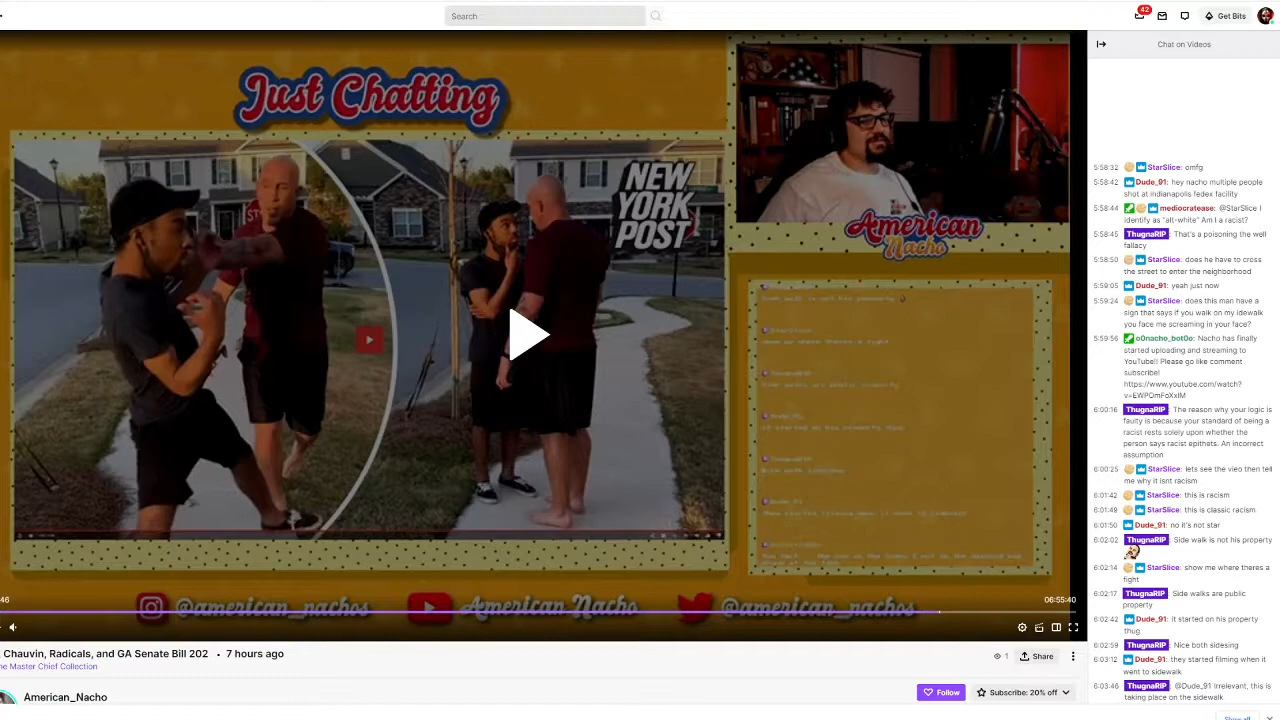 Search
42
Get Bits
Just Chatting
NEW
YORK
POST
American
Nacho
@american_nachos
American Nacho
@american_nachos
46
06:55:40
Chauvin, Radicals, and GA Senate Bill 202 • 7 hours ago
1
Share
he Master Chief Collection
American_Nacho
Follow
Subscribe: 20% off
Chat on Videos
5:58:32 StarSlice: omfg
5:58:42 Dude_91: hey nacho multiple people
shot at indianapolis fedex facility
5:58:44 mediocratease: @StarSlice I
identify as "alt-white" Am I a racist?
5:58:45 ThugnaRIP: That's a poisoning the well
fallacy
5:58:50 StarSlice: does he have to cross
the street to enter the neighborhood
5:59:05 Dude_91: yeah just now
5:59:24 StarSlice: does this man have a
sign that says if you walk on my idewalk
you face me screaming in your face?
5:59:56 o0nacho_bot0o: Nacho has finally
started uploading and streaming to
YouTube!! Please go like comment
subscribe!
https://www.youtube.com/watch?
v=EWPOmFoXxIM
6:00:16 ThugnaRIP: The reason why your logic is
faulty is because your standard of being a
racist rests solely upon whether the
person says racist epithets. An incorrect
assumption
6:00:25 StarSlice: lets see the vieo then tell
me why it isnt racism
6:01:42 StarSlice: this is racism
6:01:49 StarSlice: this is classic racism
6:01:50 Dude_91: no it's not star
6:02:02 ThugnaRIP: Side walk is not his property
6:02:14 StarSlice: show me where theres a
fight
6:02:17 ThugnaRIP: Side walks are public
property
6:02:42 Dude_91: it started on his property
thug
6:02:59 ThugnaRIP: Nice both sidesing
6:03:12 Dude_91: they started filming when it
went to sidewalk
6:03:46 ThugnaRIP: @Dude_91 Irrelevant, this is
taking place on the sidewalk
Show all